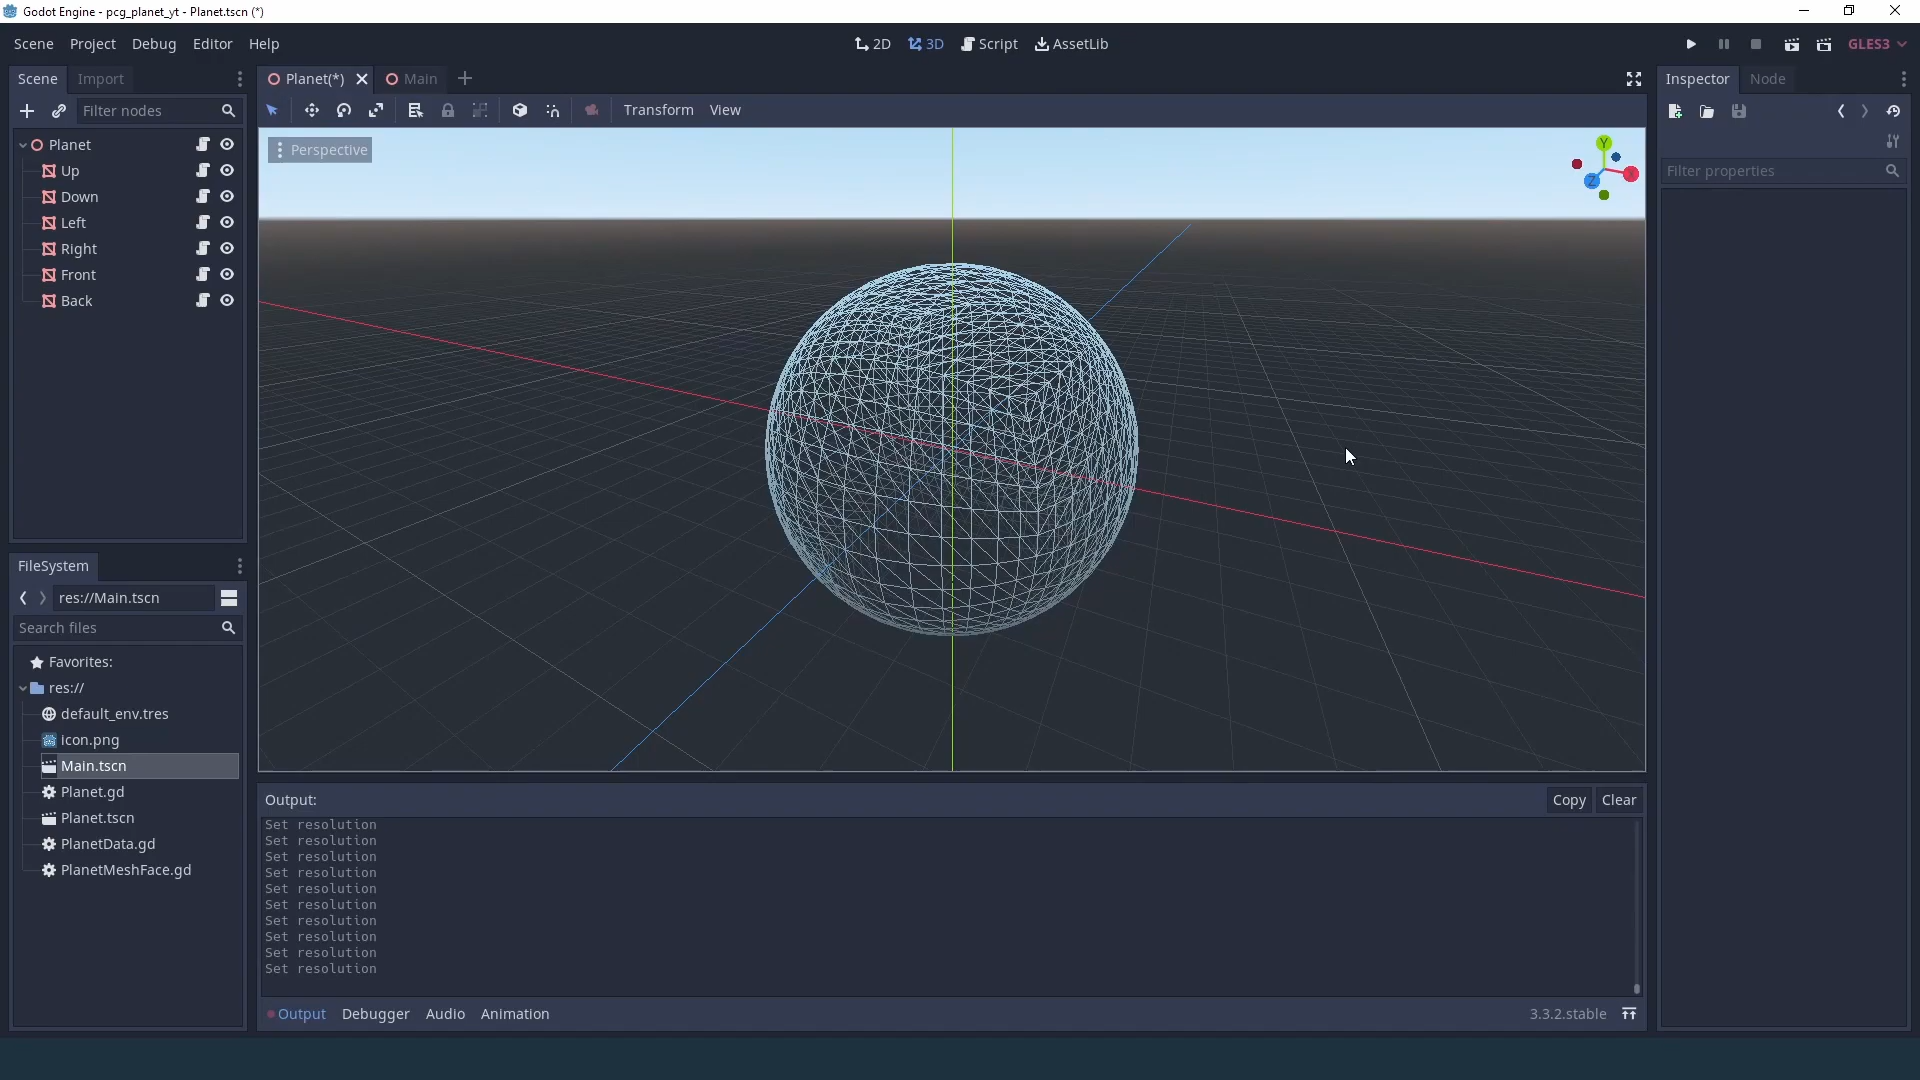 Godot Engine - pcg_planet_yt - Planet.tscn (*)
Scene Project Debug Editor Help
2D 3D Script AssetLib
GLES3
Scene Import
Filter nodes
Planet
Up
Down
Left
Right
Front
Back
FileSystem
res://Main.tscn
Search files
Favorites:
res://
default_env.tres
icon.png
Main.tscn
Planet.gd
Planet.tscn
PlanetData.gd
PlanetMeshFace.gd
Planet(*) Main
Transform View
Perspective
Y
X
Z
Output:
Copy Clear
Set resolution
Set resolution
Set resolution
Set resolution
Set resolution
Set resolution
Set resolution
Set resolution
Set resolution
Set resolution
Output Debugger Audio Animation
3.3.2.stable
Inspector Node
Filter properties